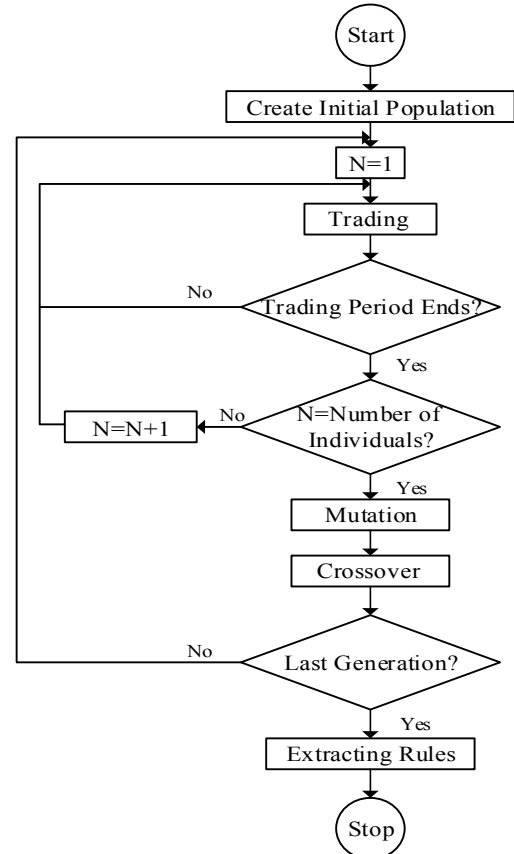 Start
Create Initial Population
N=1
Trading
No
Trading Period Ends?
Yes
N=N+1
No
N=Number of
Individuals?
Yes
Mutation
Crossover
No
Last Generation?
Yes
Extracting Rules
Stop